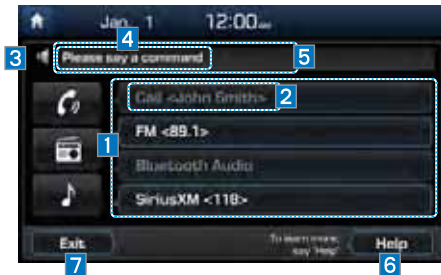 Jan. 1 12:00
4
3 Please say a command 5
Call <John Smith> 2
1 FM <89.1>
Bluetooth Audio
SiriusXM <118>
Exit To learn more, say 'Help' Help
7 6